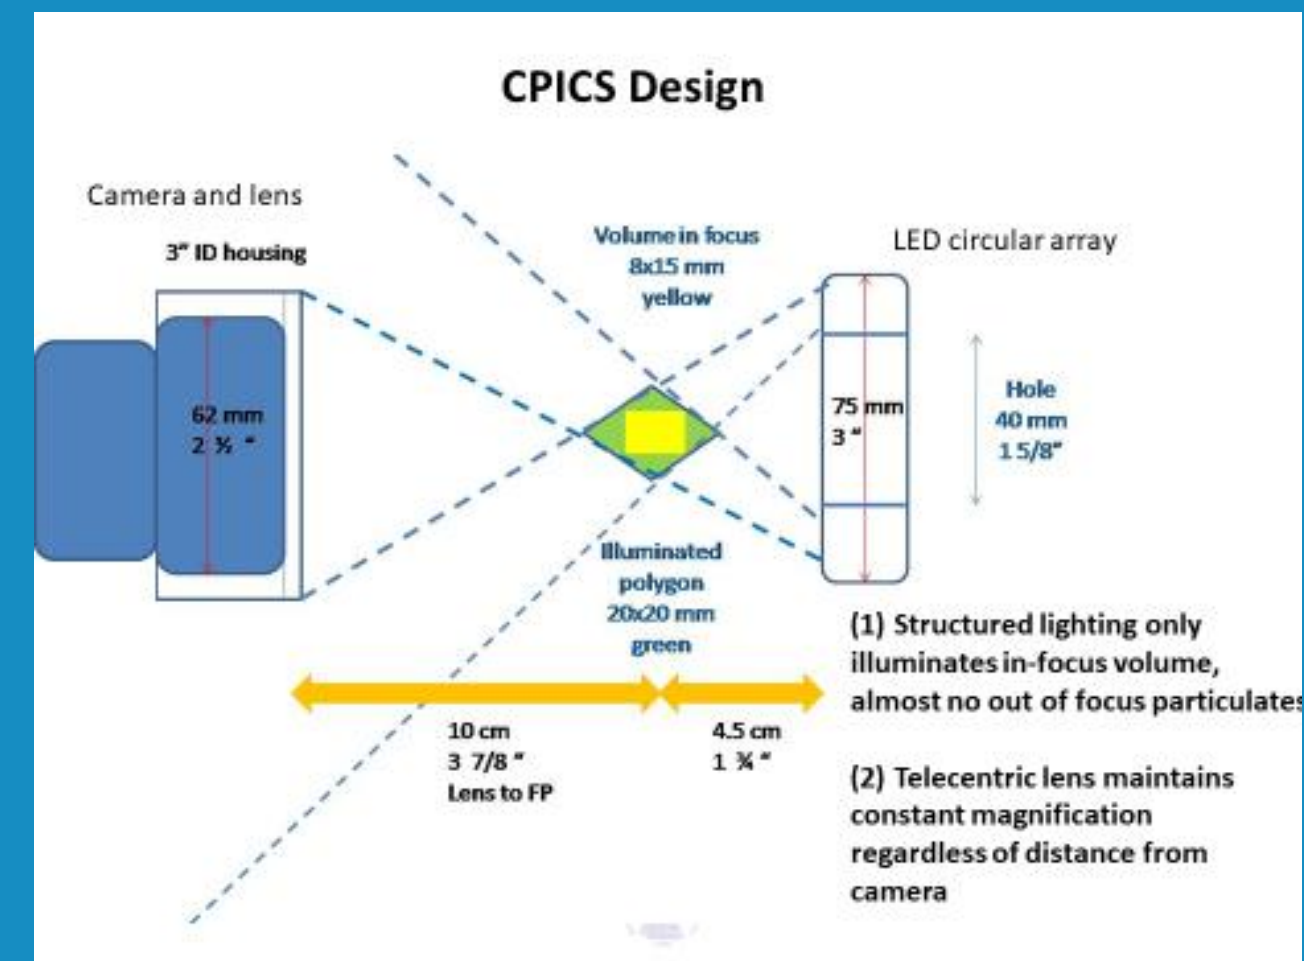 CPICS Design
Camera and lens
3” ID housing
62 mm
2 ½ “
Volume in focus
8x15 mm
yellow
LED circular array
75 mm
3 “
Hole
40 mm
1 5/8”
Illuminated
polygon
20x20 mm
green
10 cm
3 7/8 “
Lens to FP
4.5 cm
1 ¾ “
(1) Structured lighting only
illuminates in-focus volume,
almost no out of focus particulates
(2) Telecentric lens maintains
constant magnification
regardless of distance from
camera